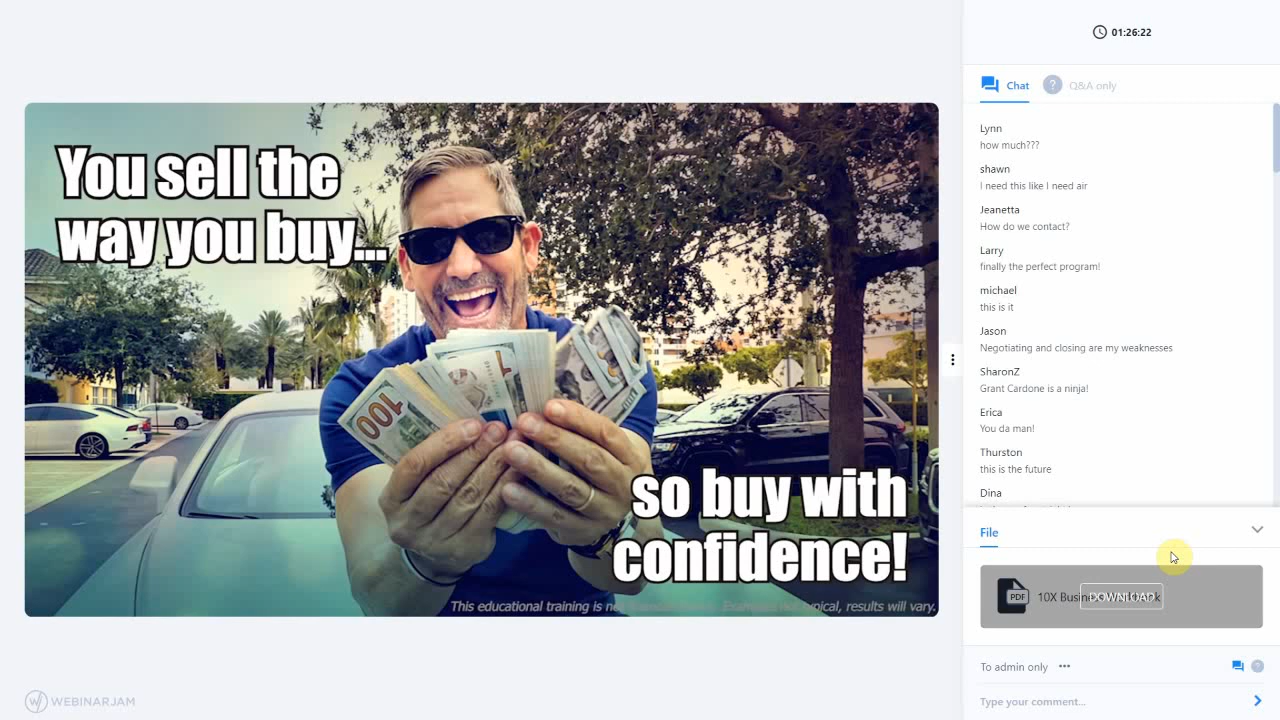 01:26:22
Chat
? Q&A only
Lynn
how much???
shawn
I need this like I need air
Jeanetta
How do we contact?
Larry
finally the perfect program!
michael
this is it
Jason
Negotiating and closing are my weaknesses
SharonZ
Grant Cardone is a ninja!
Erica
You da man!
Thurston
this is the future
Dina
You sell the
way you buy...
100
so buy with
confidence!
This educational training is not typical, results will vary.
File
PDF 10X Busin DOWNLOAD
To admin only ...
?
Type your comment...
WEBINARJAM